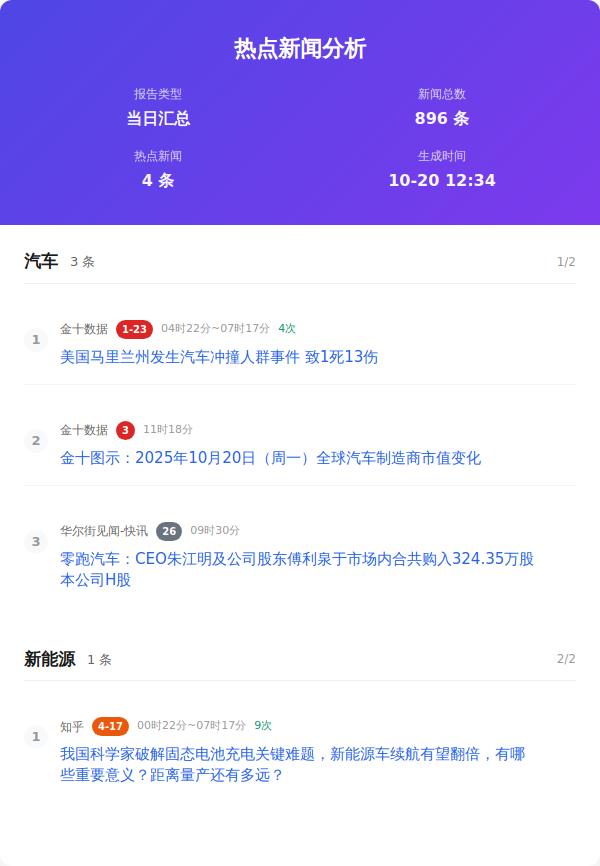 热点新闻分析
报告类型
新闻总数
当日汇总
896 条
热点新闻
生成时间
4 条
10-20 12:34
汽车 3 条 1/2
1
金十数据 1-23 04时22分~07时17分 4次
美国马里兰州发生汽车冲撞人群事件 致1死13伤
2
金十数据 3 11时18分
金十图示：2025年10月20日（周一）全球汽车制造商市值变化
3
华尔街见闻-快讯 26 09时30分
零跑汽车：CEO朱江明及公司股东傅利泉于市场内合共购入324.35万股
本公司H股
新能源 1 条 2/2
1
知乎 4-17 00时22分~07时17分 9次
我国科学家破解固态电池充电关键难题，新能源车续航有望翻倍，有哪
些重要意义？距离量产还有多远？